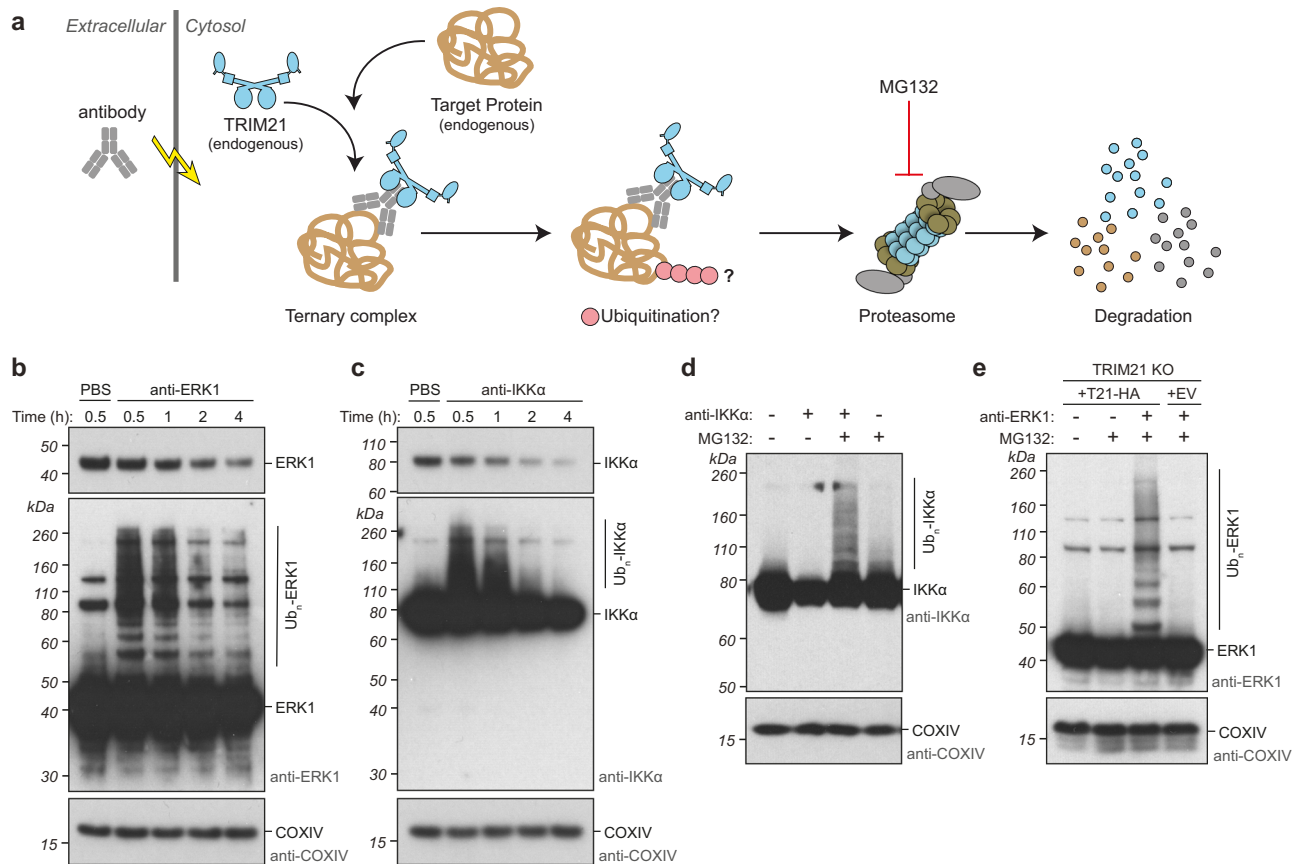 a
Extracellular
Cytosol
antibody
TRIM21
(endogenous)
Target Protein
(endogenous)
MG132
?
Ternary complex
Ubiquitination?
Proteasome
Degradation
b
PBS anti-ERK1
Time (h): 0.5 0.5 1 2 4
50
40
ERK1
kDa
260
160
110
80
60
50
40
30
Ubn-ERK1
ERK1
anti-ERK1
15
COXIV
anti-COXIV
c
PBS anti-IKKα
Time (h): 0.5 0.5 1 2 4
110
80
60
IKKα
kDa
260
160
110
80
60
50
40
30
Ubn-IKKα
IKKα
anti-IKKα
15
COXIV
anti-COXIV
d
anti-IKKα: - + + -
MG132: - - + +
kDa
260
160
110
80
60
50
Ubn-IKKα
IKKα
anti-IKKα
15
COXIV
anti-COXIV
e
TRIM21 KO
+T21-HA +EV
anti-ERK1: - - + +
MG132: - + + +
kDa
260
160
110
80
60
50
40
Ubn-ERK1
ERK1
anti-ERK1
15
COXIV
anti-COXIV